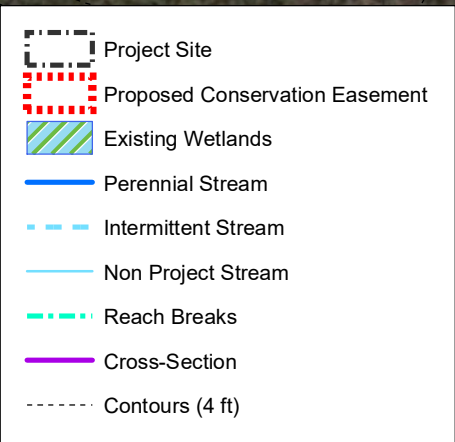 Project Site
Proposed Conservation Easement
Existing Wetlands
Perennial Stream
Intermittent Stream
Non Project Stream
Reach Breaks
Cross-Section
Contours (4 ft)